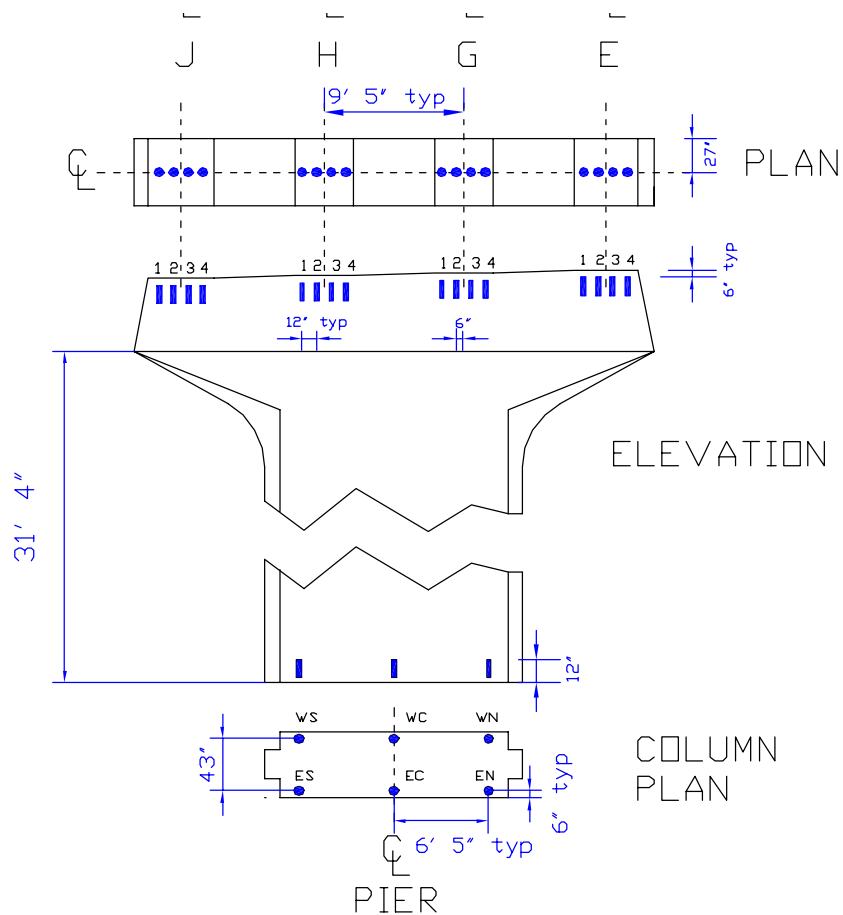 J H G E
9' 5" typ
27"
CL
PLAN
1 2 3 4 1 2 3 4 1 2 3 4 1 2 3 4
6" typ
12" typ 6"
ELEVATION
31' 4"
12"
WS WC WN
43"
ES EC EN
COLUMN
PLAN
6" typ
6' 5" typ
CL
PIER